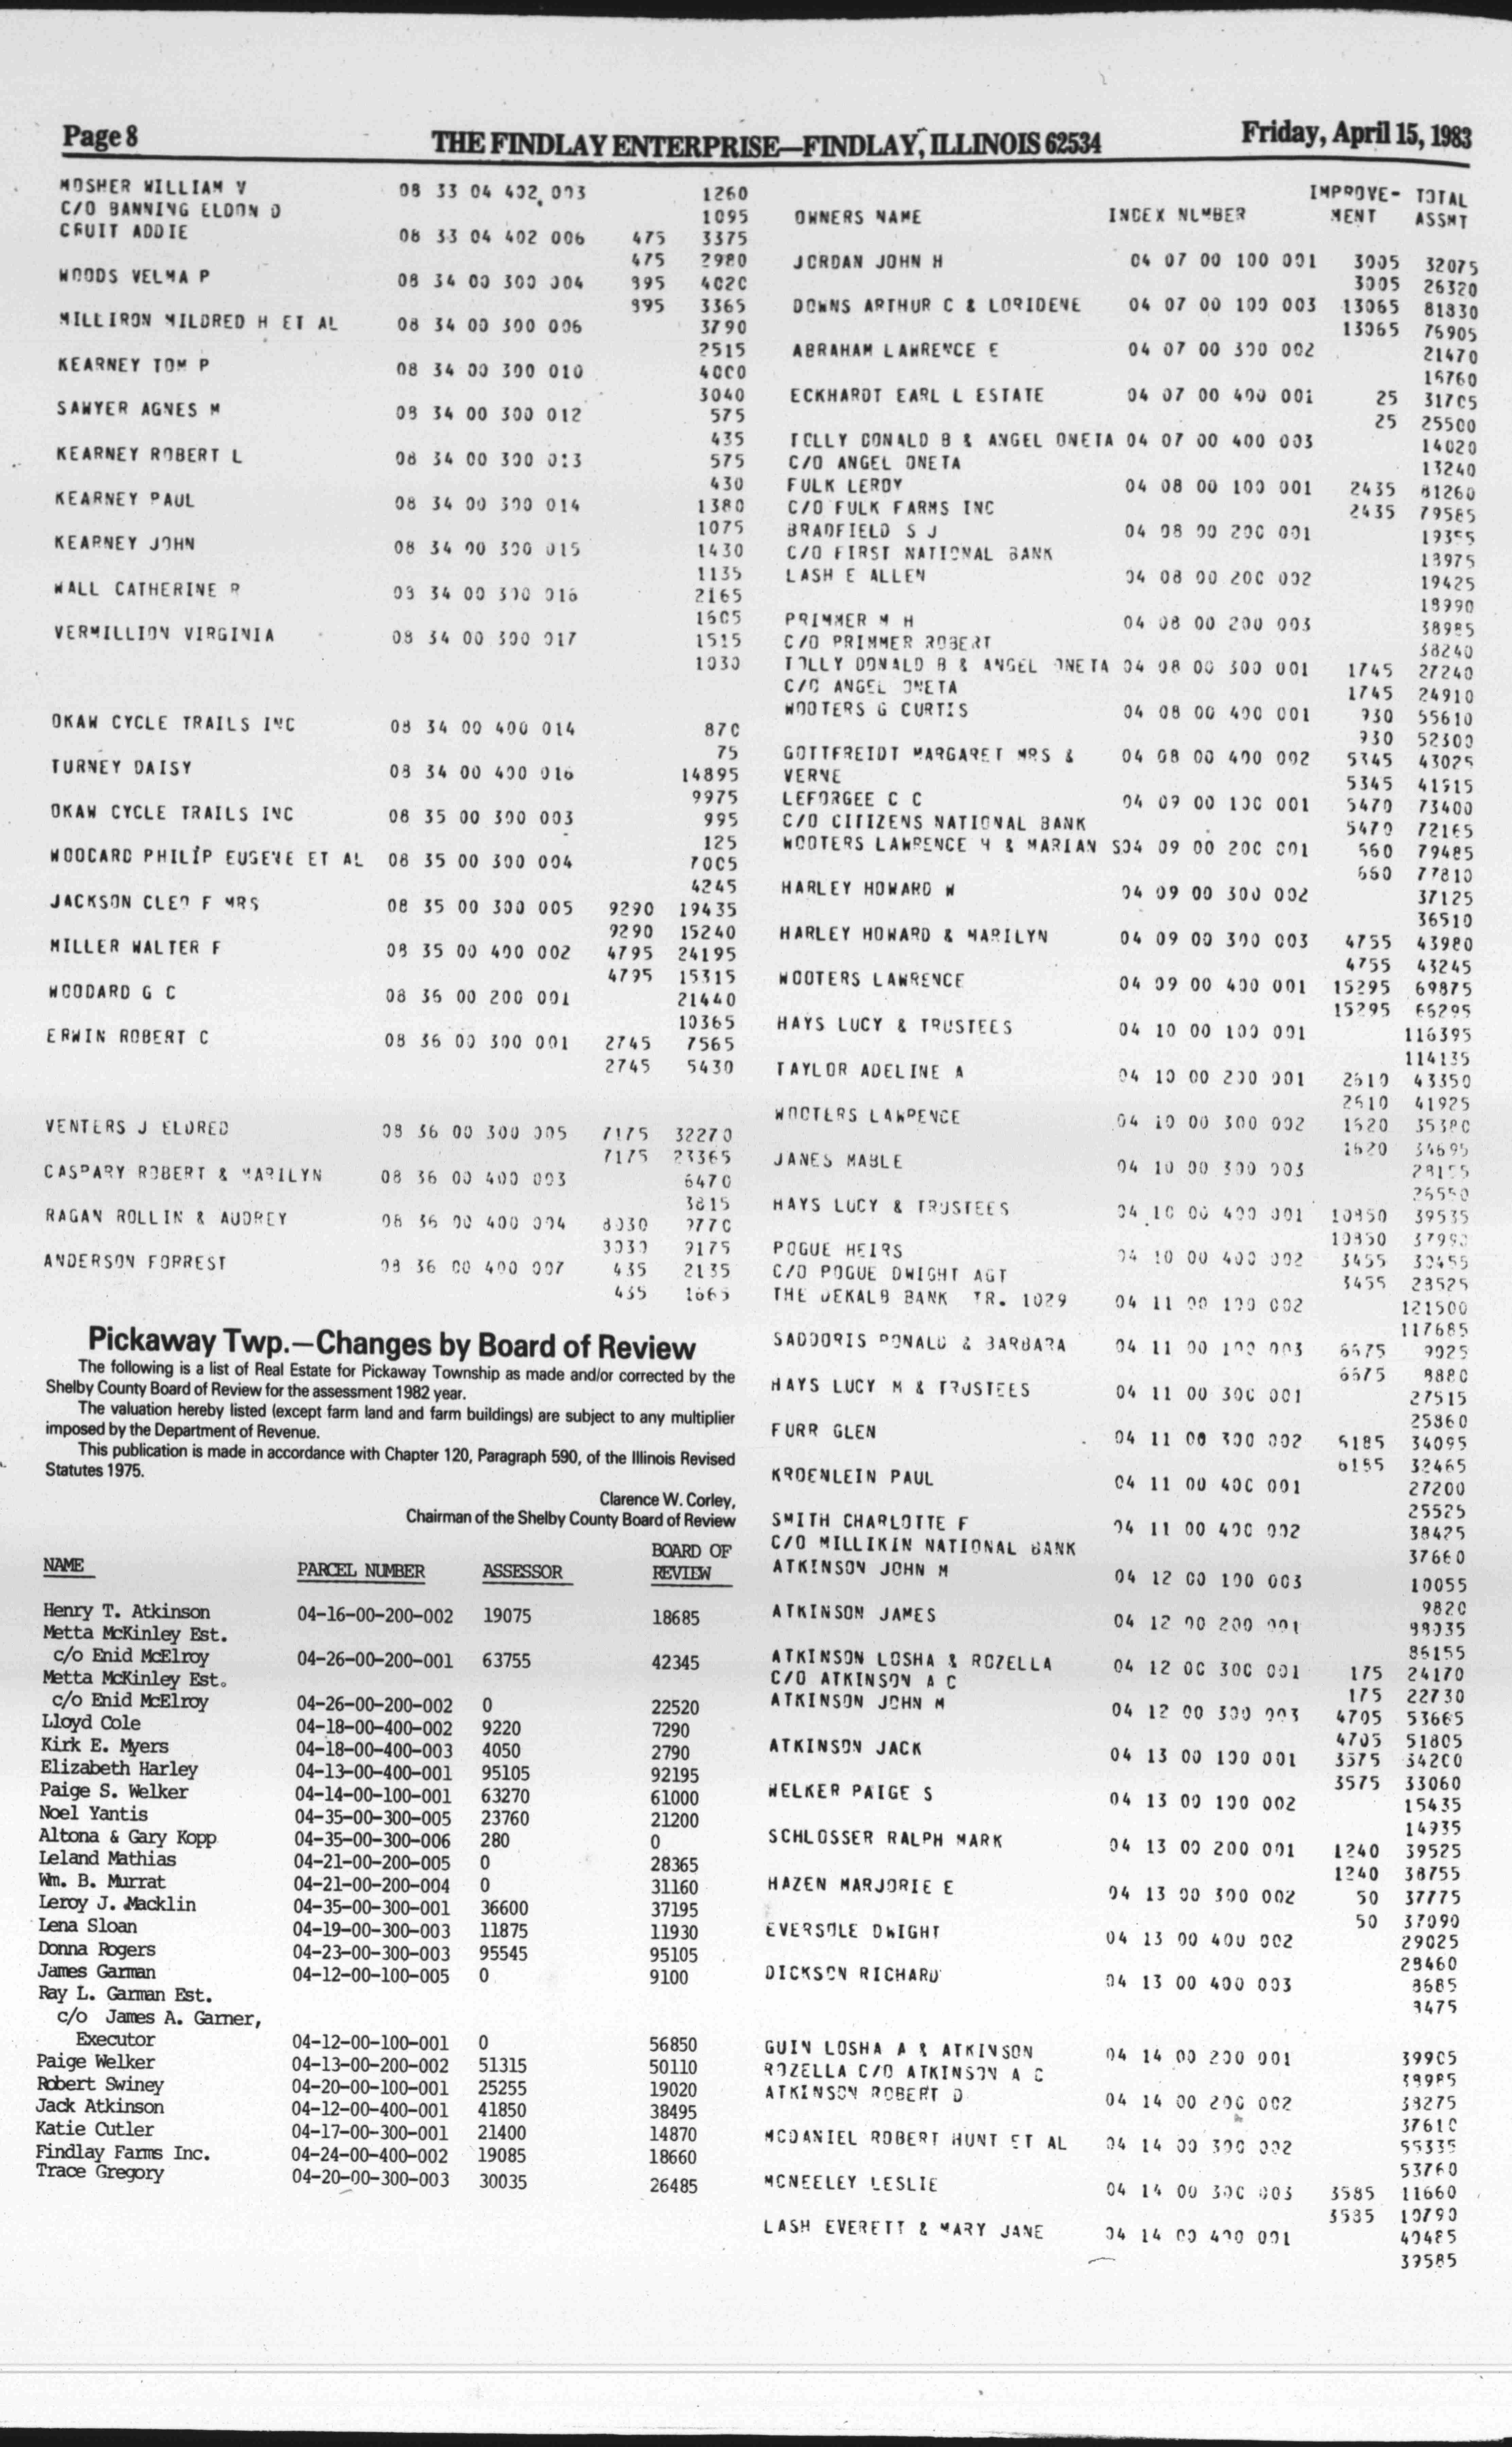 Page 8
THE FINDLAY ENTERPRISE—FINDLAY, ILLINOIS 62534
Friday, April 15, 1983
MOSHER WILLIAM V 08 33 04 402 003 1260
C/O BANNING ELDON D 1095
CRUIT ADDIE 08 33 04 402 006 475 3375
475 2980
WOODS VELMA P 08 34 00 300 004 395 4020
395 3365
MILLIRON MILDRED H ET AL 08 34 00 300 006 3790
2515
KEARNEY TOM P 08 34 00 300 010 4000
3040
SAWYER AGNES M 08 34 00 300 012 575
435
KEARNEY ROBERT L 08 34 00 300 013 575
430
KEARNEY PAUL 08 34 00 300 014 1380
1075
KEARNEY JOHN 08 34 00 300 015 1430
1135
WALL CATHERINE R 08 34 00 300 016 2165
1605
VERMILLION VIRGINIA 08 34 00 300 017 1515
1030
OKAW CYCLE TRAILS INC 08 34 00 400 014 870
75
TURNEY DAISY 08 34 00 400 016 14895
9975
OKAW CYCLE TRAILS INC 08 35 00 300 003 995
125
WOODARD PHILIP EUGENE ET AL 08 35 00 300 004 7005
4245
JACKSON CLEO F MRS 08 35 00 300 005 9290 19435
9290 15240
MILLER WALTER F 08 35 00 400 002 4795 24195
4795 15315
WOODARD G C 08 36 00 200 001 21440
10365
ERWIN ROBERT C 08 36 00 300 001 2745 7565
2745 5430
VENTERS J ELDRED 08 36 00 300 005 7175 32270
7175 23365
CASPARY ROBERT & MARILYN 08 36 00 400 003 6470
3815
RAGAN ROLLIN & AUDREY 08 36 00 400 004 8030 9770
9175
ANDERSON FORREST 08 36 00 400 007 435 2135
435 1665
Pickaway Twp.—Changes by Board of Review
The following is a list of Real Estate for Pickaway Township as made and/or corrected by the
Shelby County Board of Review for the assessment 1982 year.
The valuation hereby listed (except farm land and farm buildings) are subject to any multiplier
imposed by the Department of Revenue.
This publication is made in accordance with Chapter 120, Paragraph 590, of the Illinois Revised
Statutes 1975.
Clarence W. Corley,
Chairman of the Shelby County Board of Review
NAME PARCEL NUMBER ASSESSOR BOARD OF
REVIEW
Henry T. Atkinson 04-16-00-200-002 19075 18685
Metta McKinley Est.
c/o Enid McElroy 04-26-00-200-001 63755 42345
Metta McKinley Est.
c/o Enid McElroy 04-26-00-200-002 0 22520
Lloyd Cole 04-18-00-400-002 9220 7290
Kirk E. Myers 04-18-00-400-003 4050 2790
Elizabeth Harley 04-13-00-400-001 95105 92195
Paige S. Welker 04-14-00-100-001 63270 61000
Noel Yantis 04-35-00-300-005 23760 21200
Altona & Gary Kopp 04-35-00-300-006 280 0
Leland Mathias 04-21-00-200-005 0 28365
Wm. B. Murrat 04-21-00-200-004 0 31160
Leroy J. Macklin 04-35-00-300-001 36600 37195
Lena Sloan 04-19-00-300-003 11875 11930
Donna Rogers 04-23-00-300-003 95545 95105
James Garman 04-12-00-100-005 0 9100
Ray L. Garman Est.
c/o James A. Garner,
Executor 04-12-00-100-001 0 56850
Paige Welker 04-13-00-200-002 51315 50110
Robert Swiney 04-20-00-100-001 25255 19020
Jack Atkinson 04-12-00-400-001 41850 38495
Katie Cutler 04-17-00-300-001 21400 14870
Findlay Farms Inc. 04-24-00-400-002 19085 18660
Trace Gregory 04-20-00-300-003 30035 26485
IMPROVE- TOTAL
OWNERS NAME INDEX NUMBER MENT ASSMT
JORDAN JOHN H 04 07 00 100 001 3005 32075
3005 26320
DOWNS ARTHUR C & LORIDENE 04 07 00 100 003 13065 81830
13065 76905
ABRAHAM LAWRENCE E 04 07 00 300 002 21470
16760
ECKHARDT EARL L ESTATE 04 07 00 400 001 25 31705
25 25500
TOLLY DONALD B & ANGEL ONETA 04 07 00 400 003 14020
C/O ANGEL ONETA 13240
FULK LEROY 04 08 00 100 001 2435 81260
C/O FULK FARMS INC 2435 79585
BRADFIELD S J 04 08 00 200 001 19355
C/O FIRST NATIONAL BANK 18975
LASH E ALLEN 04 08 00 200 002 19425
18990
PRIMMER M H 04 08 00 200 003 38985
C/O PRIMMER ROBERT 38240
TOLLY DONALD B & ANGEL ONETA 04 08 00 300 001 1745 27240
C/O ANGEL ONETA 1745 24910
WOOTERS G CURTIS 04 08 00 400 001 930 55610
930 52300
GOTTFREIDT MARGARET MRS & 04 08 00 400 002 5345 43025
VERNE 5345 41515
LEFORGEE C C 04 09 00 100 001 5470 73400
C/O CITIZENS NATIONAL BANK 5470 72165
WOOTERS LAWRENCE H & MARIAN S04 09 00 200 001 660 79485
660 77810
HARLEY HOWARD W 04 09 00 300 002 37125
36510
HARLEY HOWARD & MARILYN 04 09 00 300 003 4755 43980
4755 43245
WOOTERS LAWRENCE 04 09 00 400 001 15295 69875
15295 66295
HAYS LUCY & TRUSTEES 04 10 00 100 001 116395
114135
TAYLOR ADELINE A 04 10 00 200 001 2610 43350
2610 41925
WOOTERS LAWRENCE 04 10 00 300 002 1620 35380
1620 34695
JANES MABLE 04 10 00 300 003
26550
HAYS LUCY & TRUSTEES 04 10 00 400 001 10850 39535
10850 37990
POGUE HEIRS 04 10 00 400 002 3455 30455
C/O POGUE DWIGHT AGT 3455 28525
THE DEKALB BANK TR. 1029 04 11 00 100 002 121500
117685
SADDORIS RONALD & BARBARA 04 11 00 100 003 6675 9025
6675 8880
HAYS LUCY M & TRUSTEES 04 11 00 300 001 27515
25860
FURR GLEN 04 11 00 300 002 6185 34095
6185 32465
KROENLEIN PAUL 04 11 00 400 001 27200
25525
SMITH CHARLOTTE F 04 11 00 400 002 38425
C/O MILLIKIN NATIONAL BANK 37660
ATKINSON JOHN M 04 12 00 100 003 10055
9820
ATKINSON JAMES 04 12 00 200 001 88035
86155
ATKINSON LOSHA & ROZELLA 04 12 00 300 001 175 24170
C/O ATKINSON A C 175 22730
ATKINSON JOHN M 04 12 00 300 003 4705 53665
4705 51805
ATKINSON JACK 04 13 00 100 001 3575 34200
3575 33060
WELKER PAIGE S 04 13 00 100 002 15435
14935
SCHLOSSER RALPH MARK 04 13 00 200 001 1240 39525
1240 38755
HAZEN MARJORIE E 04 13 00 300 002 50 37775
50 37090
EVERSOLE DWIGHT 04 13 00 400 002 29025
28460
DICKSON RICHARD 04 13 00 400 003 8685
8475
GUIN LOSHA A & ATKINSON 04 14 00 200 001 39905
ROZELLA C/O ATKINSON A C 38985
ATKINSON ROBERT D 04 14 00 200 002 38275
37610
MCDANIEL ROBERT HUNT ET AL 04 14 00 300 002 55335
53760
MCNEELEY LESLIE 04 14 00 300 003 3585 11660
3585 10790
LASH EVERETT & MARY JANE 04 14 00 400 001 40485
39585